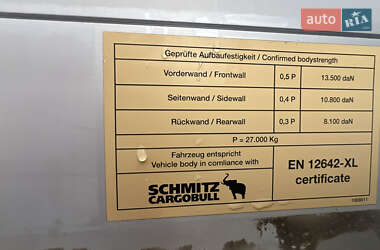 auto RIA
Geprüfte Aufbaufestigkeit / Confirmed bodystrength
Vorderwand / Frontwall 0,5 P 13.500 daN
Seitenwand / Sidewall 0,4 P 10.800 daN
Rückwand / Rearwall 0,3 P 8.100 daN
P = 27.000 Kg
Fahrzeug entspricht
Vehicle body in comliance with
EN 12642-XL
certificate
SCHMITZ
CARGOBULL